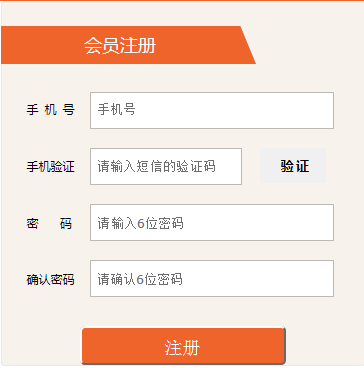 会员注册
手 机 号 手机号
手机验证 请输入短信的验证码 验证
密 码 请输入6位密码
确认密码 请确认6位密码
注册